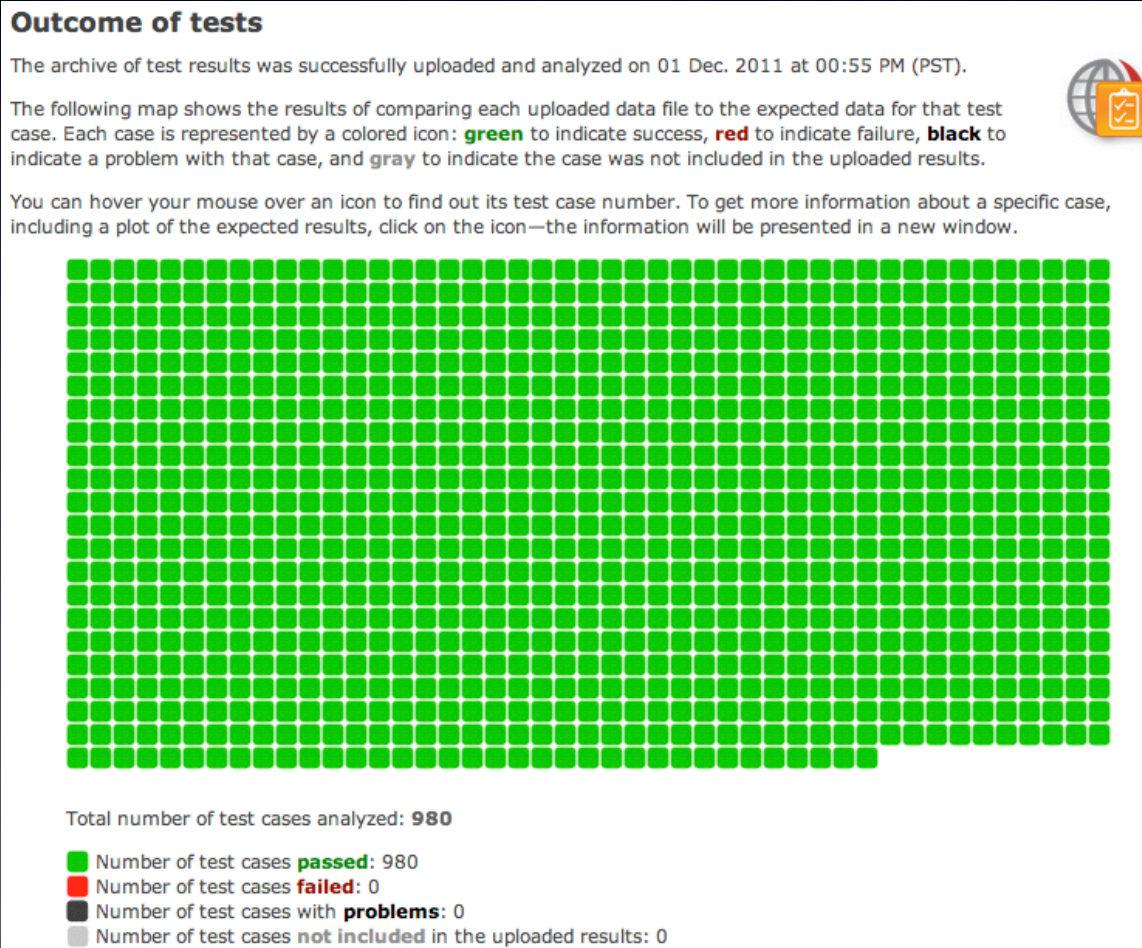 Outcome of tests
The archive of test results was successfully uploaded and analyzed on 01 Dec. 2011 at 00:55 PM (PST).
The following map shows the results of comparing each uploaded data file to the expected data for that test
case. Each case is represented by a colored icon: green to indicate success, red to indicate failure, black to
indicate a problem with that case, and gray to indicate the case was not included in the uploaded results.
You can hover your mouse over an icon to find out its test case number. To get more information about a specific case,
including a plot of the expected results, click on the icon—the information will be presented in a new window.
Total number of test cases analyzed: 980
Number of test cases passed: 980
Number of test cases failed: 0
Number of test cases with problems: 0
Number of test cases not included in the uploaded results: 0